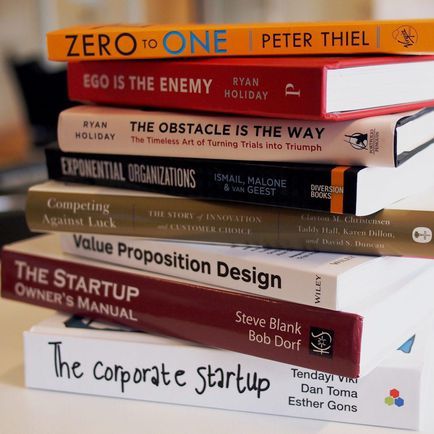 ZERO TO ONE PETER THIEL
EGO IS THE ENEMY RYAN HOLIDAY P
RYAN HOLIDAY THE OBSTACLE IS THE WAY
The Timeless Art of Turning Trials into Triumph
EXPONENTIAL ORGANIZATIONS ISMAIL, MALONE & VAN GEEST DIVERSION BOOKS
Competing Against Luck THE STORY OF INNOVATION AND CUSTOMER CHOICE Clayton M. Christensen
Taddy Hall, Karen Dillon,
and David S. Duncan
Value Proposition Design WILEY
THE STARTUP
OWNER'S MANUAL
Steve Blank
Bob Dorf
K&S
The corporate startup
Tendayi Viki
Dan Toma
Esther Gons